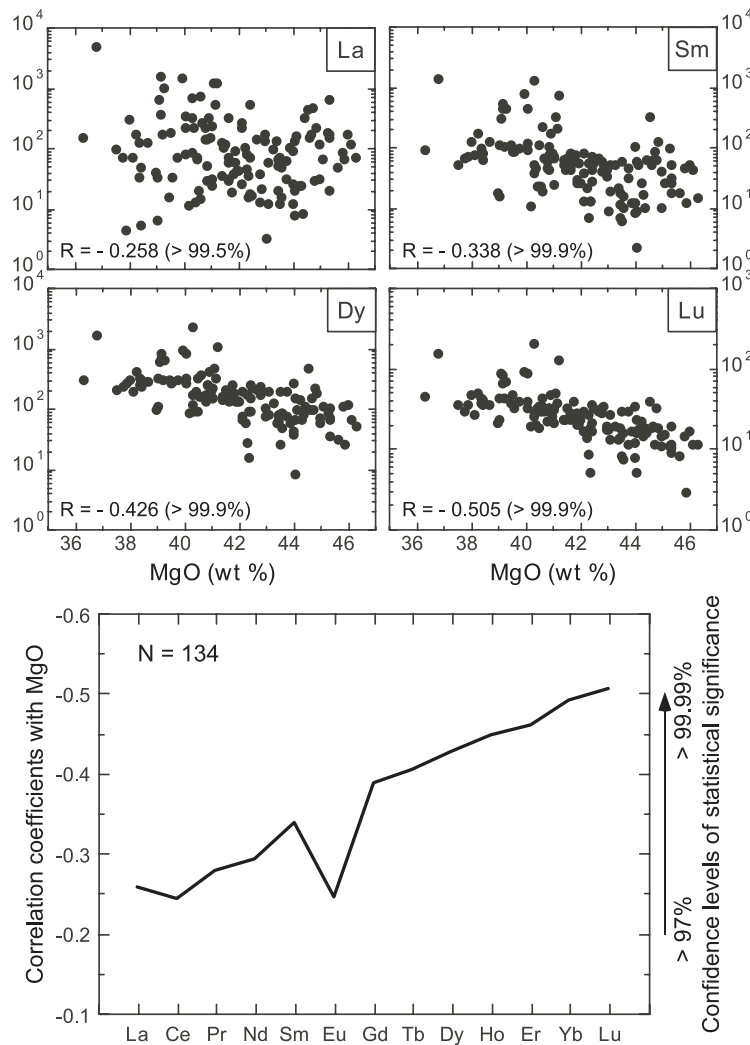 10^4 La Sm 10^4
10^3 10^3
10^2 10^2
10^1 10^1
R = - 0.258 (> 99.5%) R = - 0.338 (> 99.9%)
10^0 10^0
10^4 Dy Lu
10^3
10^2 10^2
10^1 10^1
R = - 0.426 (> 99.9%) R = - 0.505 (> 99.9%)
10^0 10^0
36 38 40 42 44 46 36 38 40 42 44 46
MgO (wt %) MgO (wt %)
Correlation coefficients with MgO
-0.6
-0.5
-0.4
-0.3
-0.2
-0.1
N = 134
La Ce Pr Nd Sm Eu Gd Tb Dy Ho Er Yb Lu
> 97% > 99.99%
Confidence levels of statistical significance